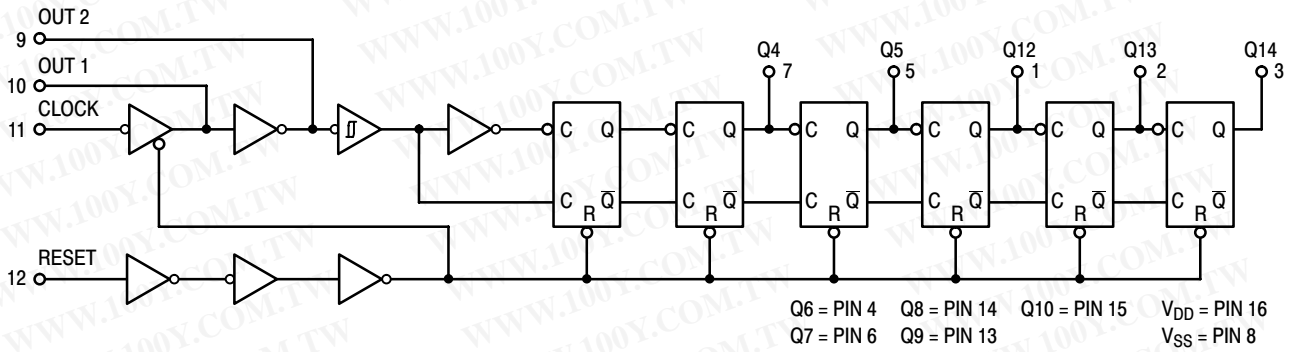 OUT 2
9
OUT 1
10
CLOCK
11
RESET
12
Q4
7
Q5
5
Q12
1
Q13
2
Q14
3
C Q C Q C Q C Q C Q C Q
C Q̅ C Q̅ C Q̅ C Q̅ C Q̅ C Q̅
R R R R R R
Q6 = PIN 4 Q8 = PIN 14 Q10 = PIN 15 VDD = PIN 16
Q7 = PIN 6 Q9 = PIN 13 VSS = PIN 8
WWW.100Y.COM.TW